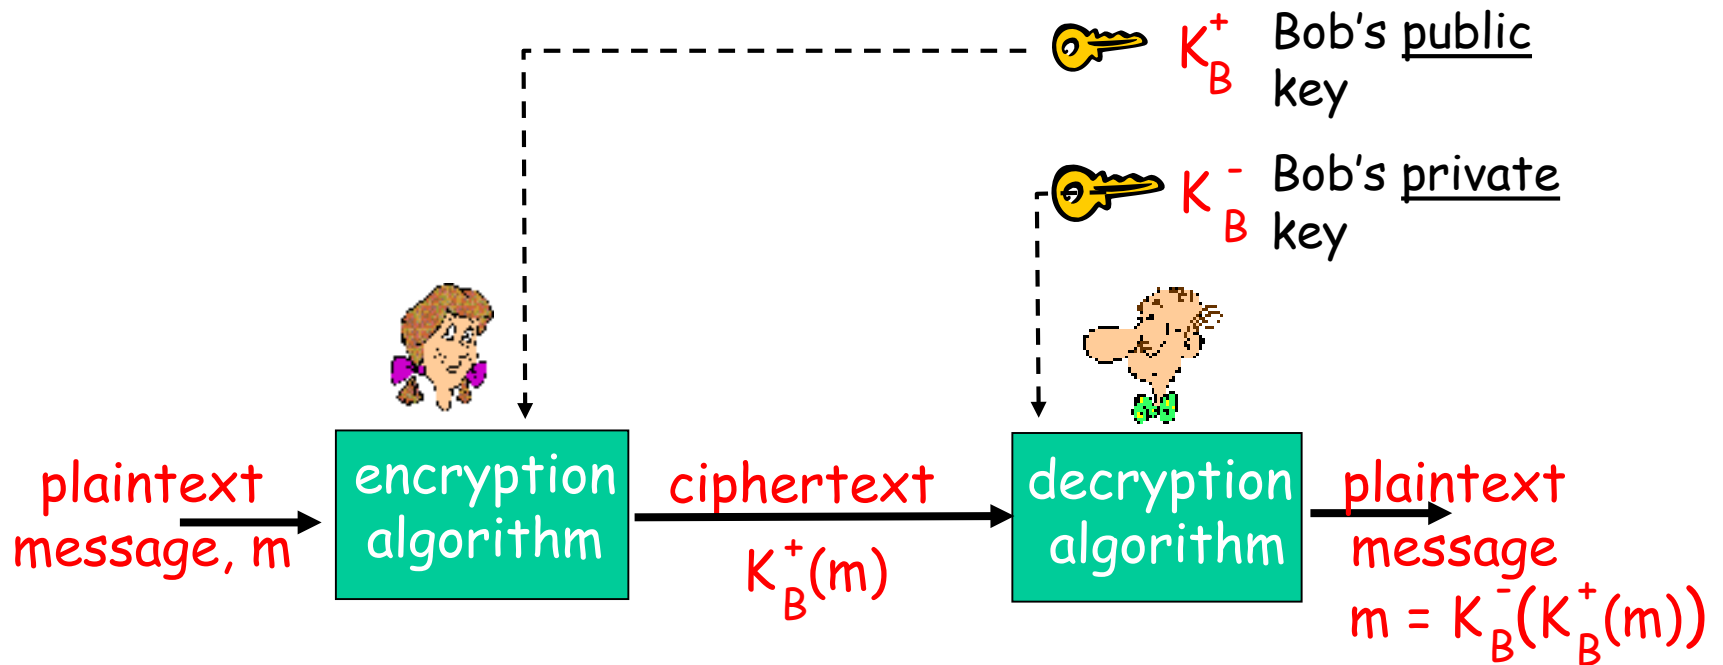 K_B^+ Bob's public
key
K_B^- Bob's private
key
plaintext
message, m
encryption
algorithm
ciphertext
K_B^+(m)
decryption
algorithm
plaintext
message
m = K_B^-(K_B^+(m))